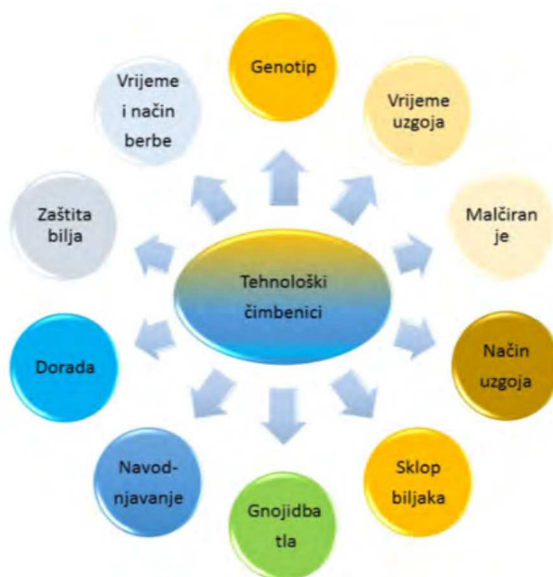 Genotip
Vrijeme
uzgoja
Malčiran
je
Način
uzgoja
Sklop
biljaka
Gnojidba
tla
Navod-
njavanje
Dorada
Zaštita
bilja
Vrijeme
i način
berbe
Tehnološki
čimbenici